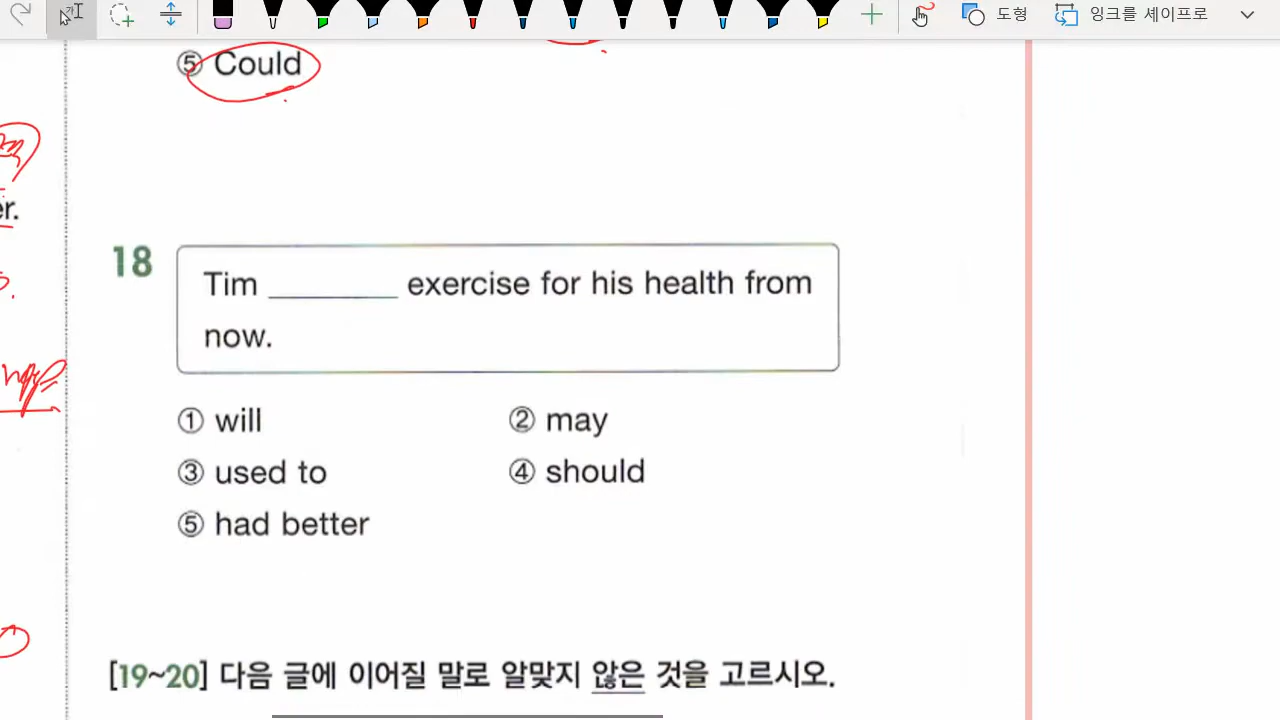 도형
잉크를 셰이프로
⑤ Could
er.
18
Tim ________ exercise for his health from
now.
① will
② may
③ used to
④ should
⑤ had better
[19~20] 다음 글에 이어질 말로 알맞지 않은 것을 고르시오.